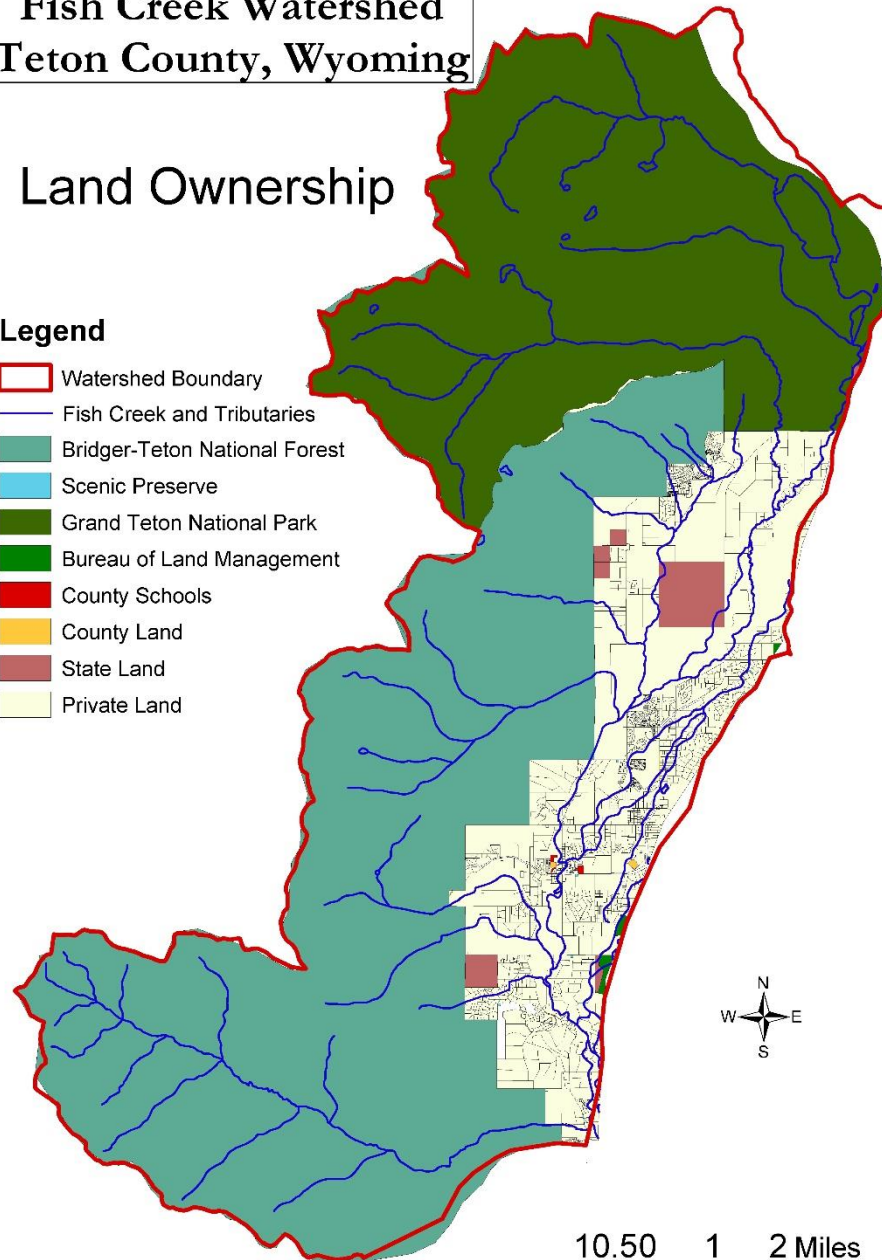 Fish Creek Watershed
Teton County, Wyoming
Land Ownership
Legend
Watershed Boundary
Fish Creek and Tributaries
Bridger-Teton National Forest
Scenic Preserve
Grand Teton National Park
Bureau of Land Management
County Schools
County Land
State Land
Private Land
N
W E
S
10.50 1 2 Miles